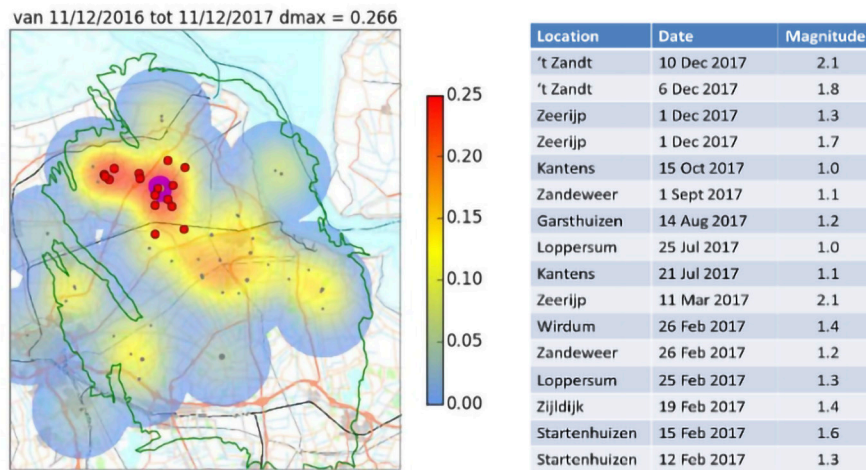 van 11/12/2016 tot 11/12/2017 dmax = 0.266
0.25
0.20
0.15
0.10
0.05
0.00
Location Date Magnitude
‘t Zandt 10 Dec 2017 2.1
‘t Zandt 6 Dec 2017 1.8
Zeerijp 1 Dec 2017 1.3
Zeerijp 1 Dec 2017 1.7
Kantens 15 Oct 2017 1.0
Zandeweer 1 Sept 2017 1.1
Garsthuizen 14 Aug 2017 1.2
Loppersum 25 Jul 2017 1.0
Kantens 21 Jul 2017 1.1
Zeerijp 11 Mar 2017 2.1
Wirdum 26 Feb 2017 1.4
Zandeweer 26 Feb 2017 1.2
Loppersum 25 Feb 2017 1.3
Zijldijk 19 Feb 2017 1.4
Startenhuizen 15 Feb 2017 1.6
Startenhuizen 12 Feb 2017 1.3